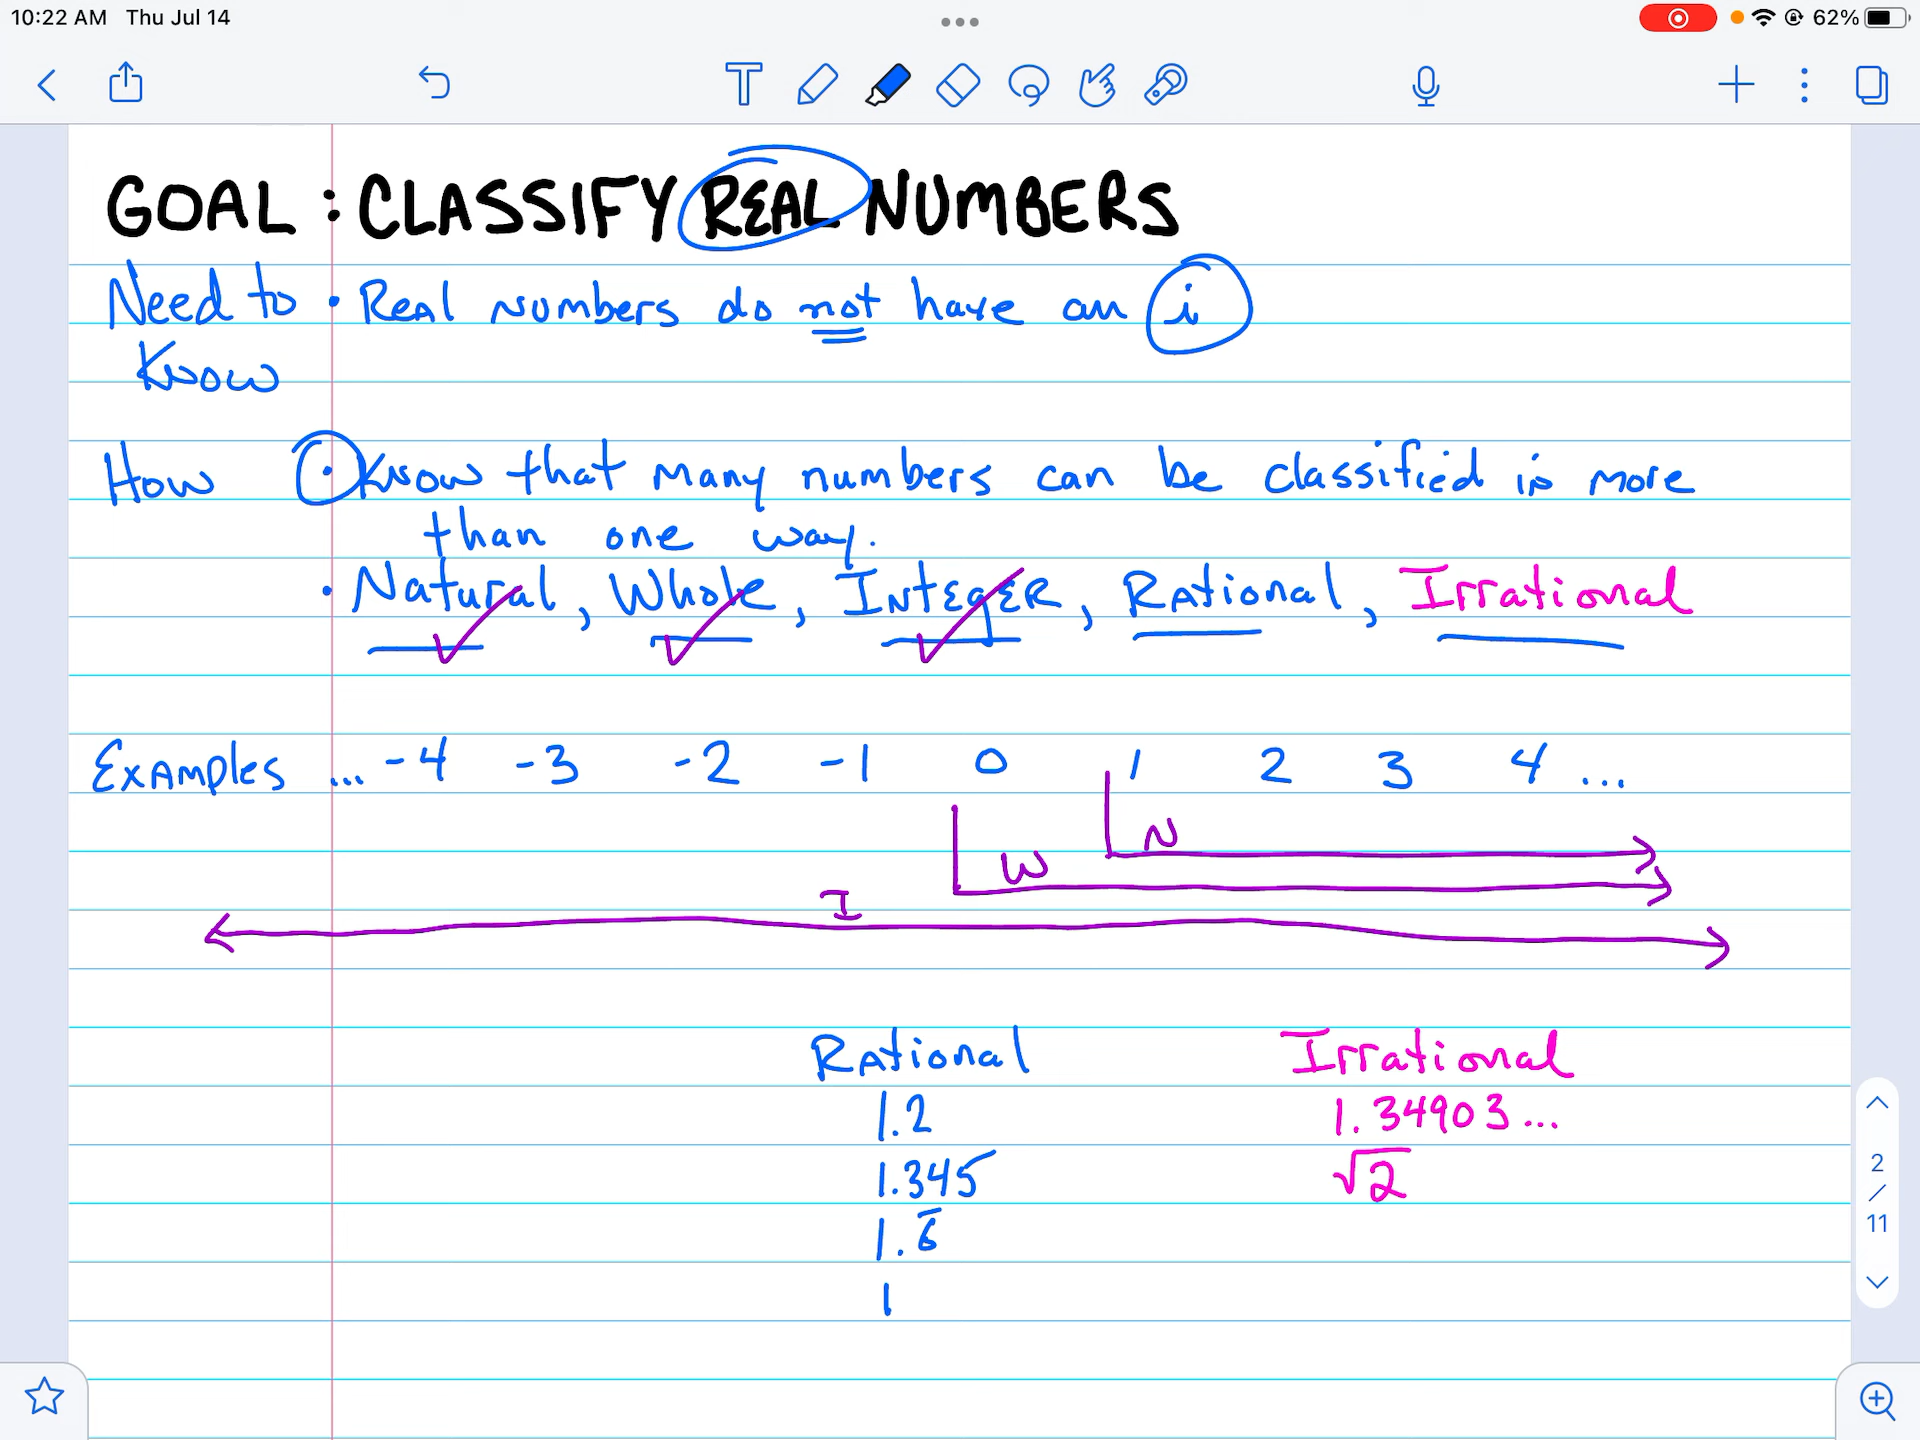 10:22 AM Thu Jul 14
62%
GOAL : CLASSIFY REAL NUMBERS
Need to • Real numbers do not have an i
Know
How • Know that many numbers can be classified in more
than one way.
• Natural, Whole, Integer, Rational, Irrational
Examples ... -4 -3 -2 -1 0 1 2 3 4 ...
N
W
I
Rational Irrational
1.2 1.34903...
1.345 √2
1.6̅
1
2
/
11